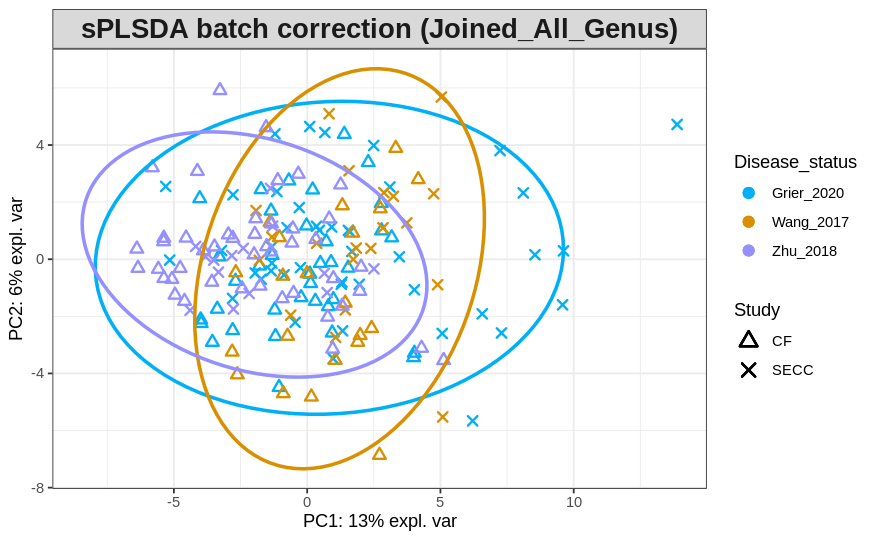 sPLSDA batch correction (Joined_All_Genus)
PC2: 6% expl. var
4
0
-4
-8
-5
0
5
10
PC1: 13% expl. var
Disease_status
Grier_2020
Wang_2017
Zhu_2018
Study
CF
SECC